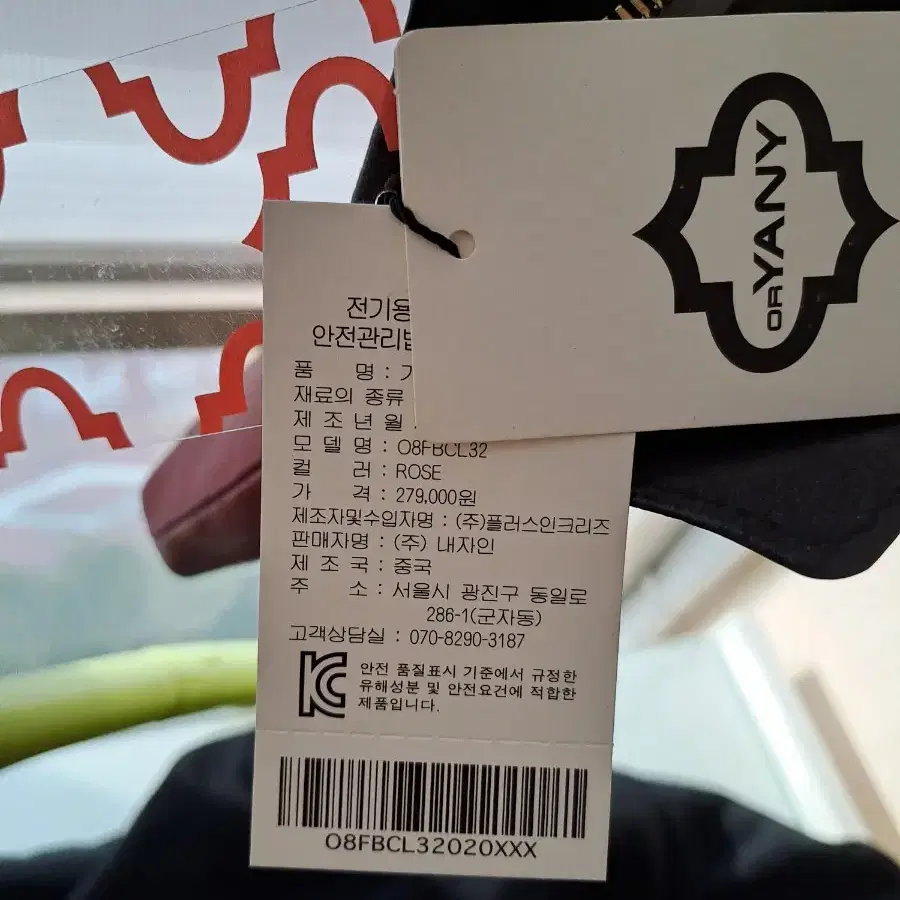 ORYANY
전기용
안전관리법
품 명 : 가
재료의 종류
제 조 년 월
모 델 명 : O8FBCL32
컬 러 : ROSE
가 격 : 279,000원
제조자및수입자명 : (주)플러스인크리즈
판매자명 : (주) 내자인
제 조 국 : 중국
주 소 : 서울시 광진구 동일로
286-1(군자동)
고객상담실 : 070-8290-3187
안전 품질표시 기준에서 규정한
유해성분 및 안전요건에 적합한
제품입니다.
O8FBCL32020XXX